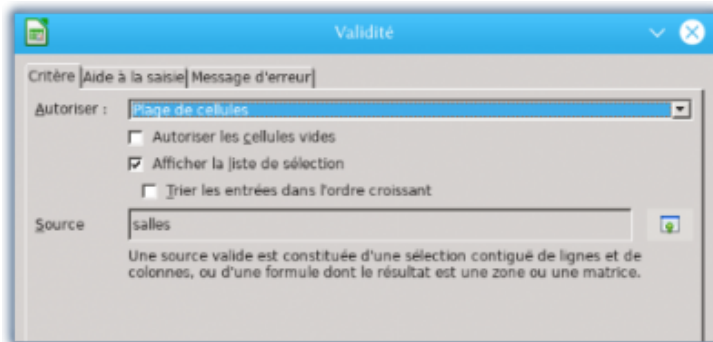 Validité
Critère Aide à la saisie Message d'erreur
Autoriser : Plage de cellules
Autoriser les cellules vides
Afficher la liste de sélection
Trier les entrées dans l'ordre croissant
Source salles
Une source valide est constituée d'une sélection contiguë de lignes et de
colonnes, ou d'une formule dont le résultat est une zone ou une matrice.